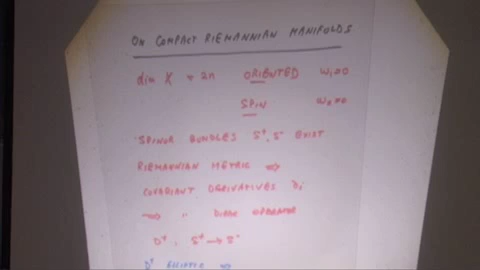 ON COMPACT RIEMANNIAN MANIFOLDS
dim X = 2n ORIENTED W₁=0
SPIN W₂=0
SPINOR BUNDLES S⁺, S⁻ EXIST
RIEMANNIAN METRIC ⇒
COVARIANT DERIVATIVES ∂i
⇒ " DIRAC OPERATOR
D⁺ : S⁺ → S⁻
D⁺ ELLIPTIC ⇒